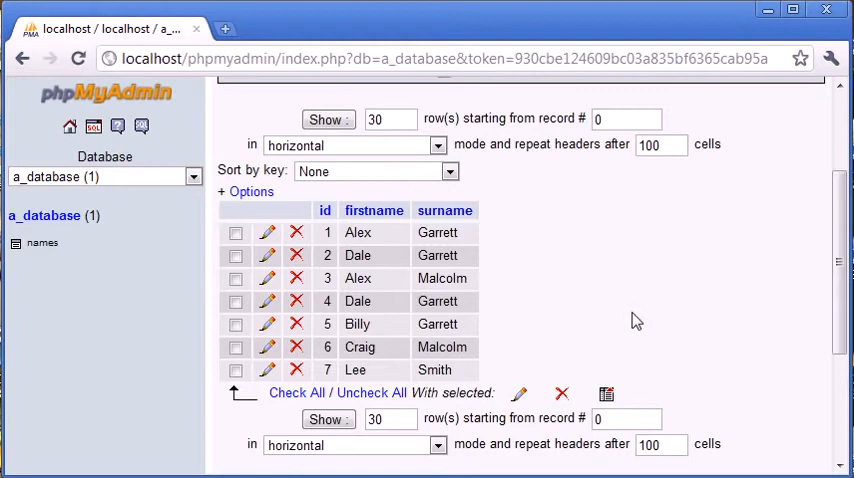 localhost / localhost / a_...
PMA
localhost/phpmyadmin/index.php?db=a_database&token=930cbe124609bc03a835bf6365cab95a
phpMyAdmin
SQL
Database
a_database (1)
a_database (1)
names
Show : 30 row(s) starting from record # 0
in horizontal mode and repeat headers after 100 cells
Sort by key: None
+ Options
id firstname surname
1 Alex Garrett
2 Dale Garrett
3 Alex Malcolm
4 Dale Garrett
5 Billy Garrett
6 Craig Malcolm
7 Lee Smith
Check All / Uncheck All With selected:
Show : 30 row(s) starting from record # 0
in horizontal mode and repeat headers after 100 cells